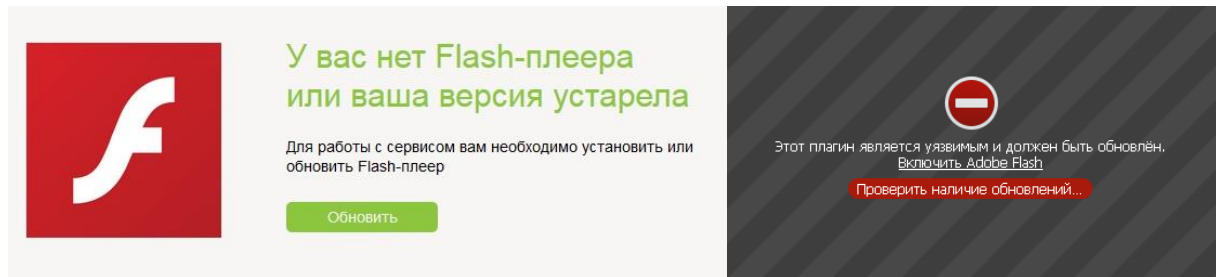 У вас нет Flash-плеера
или ваша версия устарела
Для работы с сервисом вам необходимо установить или
обновить Flash-плеер
Обновить
Этот плагин является уязвимым и должен быть обновлён.
Включить Adobe Flash
Проверить наличие обновлений...